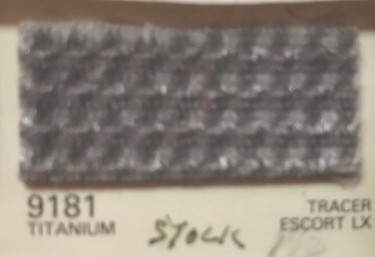 9181
TITANIUM
STOCK
TRACER
ESCORT LX